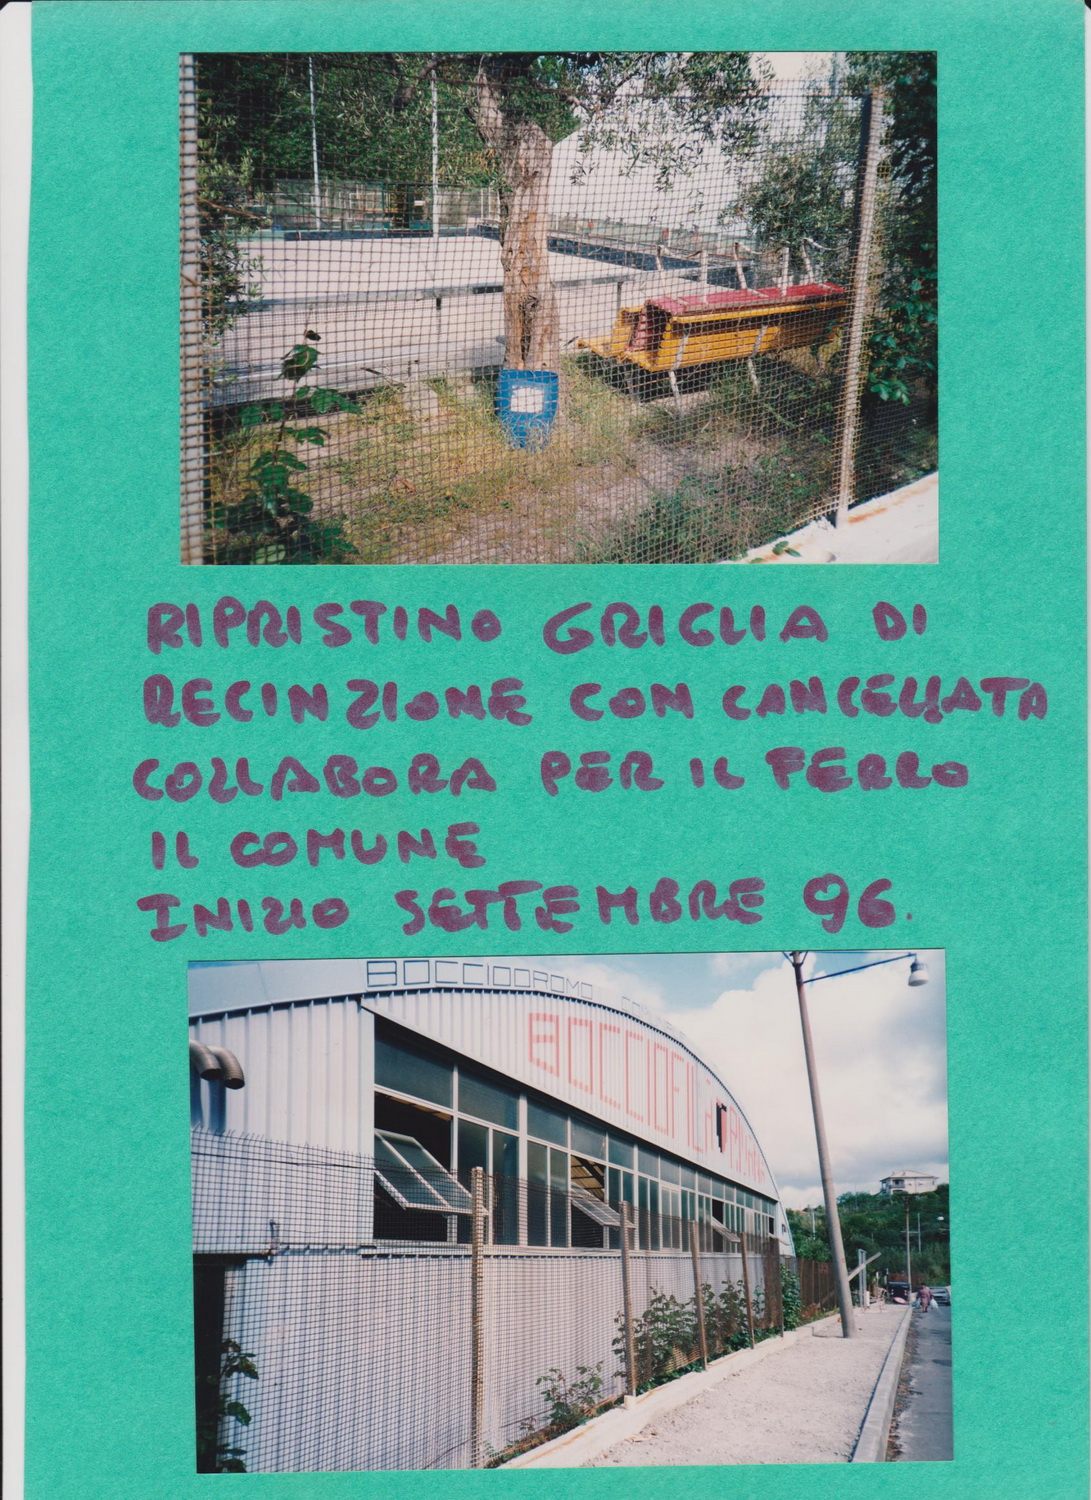 RIPRISTINO GRIGLIA DI
RECINZIONE CON CANCELLATA
COLLABORA PER IL FERRO
IL COMUNE
INIZIO SETTEMBRE 96.
BOCCIODROMO
BOCCIOFILA